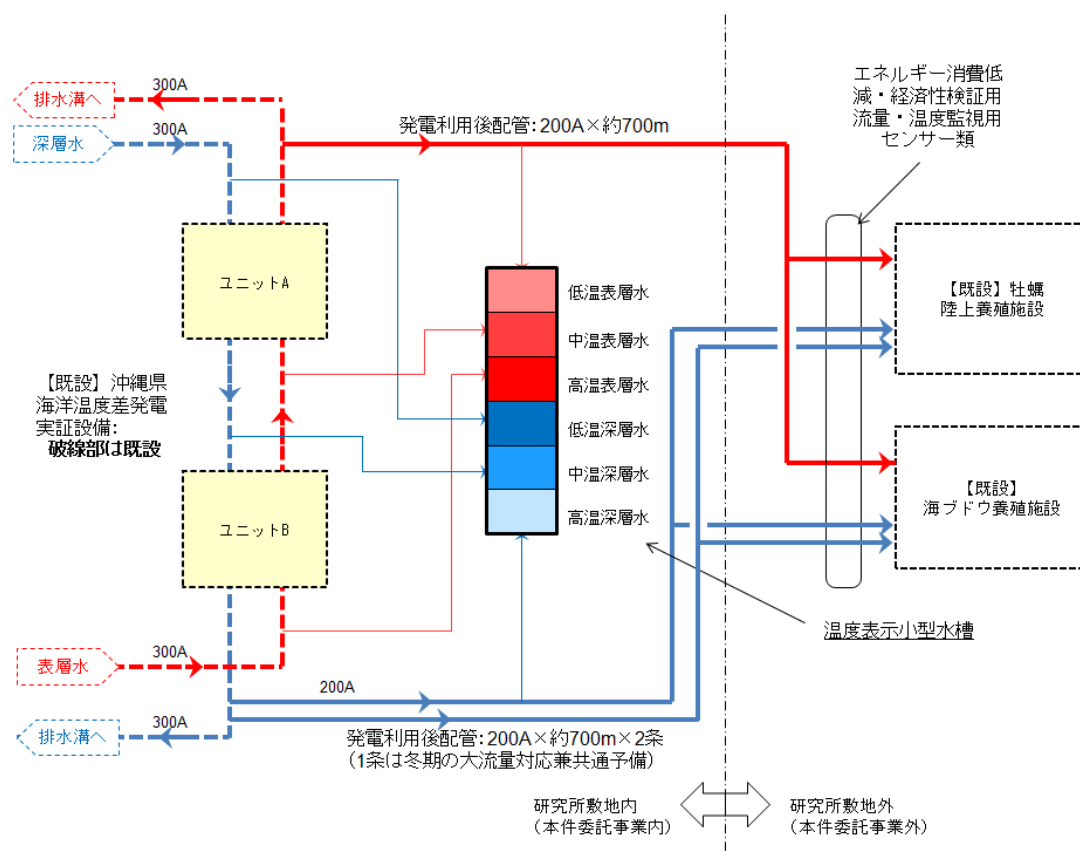 300A
排水溝へ
300A
深層水
発電利用後配管：200A×約700m
エネルギー消費低
減・経済性検証用
流量・温度監視用
センサー類
ユニットA
低温表層水
中温表層水
高温表層水
低温深層水
中温深層水
高温深層水
【既設】牡蠣
陸上養殖施設
【既設】沖縄県
海洋温度差発電
実証設備：
破線部は既設
【既設】
海ブドウ養殖施設
ユニットB
温度表示小型水槽
300A
表層水
200A
300A
排水溝へ
発電利用後配管：200A×約700m×2条
（1条は冬期の大流量対応兼共通予備）
研究所敷地内
（本件委託事業内）
研究所敷地外
（本件委託事業外）